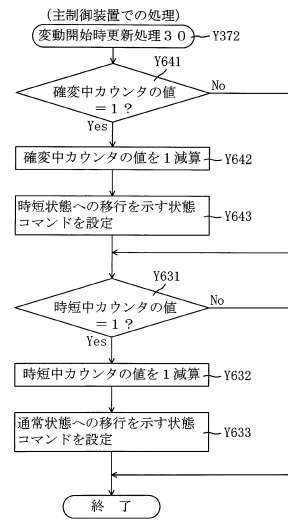 (主制御装置での処理)
変動開始時更新処理30
Y372
Y641
確変中カウンタの値
=1?
No
Yes
確変中カウンタの値を1減算
Y642
時短状態への移行を示す状態
コマンドを設定
Y643
Y631
時短中カウンタの値
=1?
No
Yes
時短中カウンタの値を1減算
Y632
通常状態への移行を示す状態
コマンドを設定
Y633
終 了